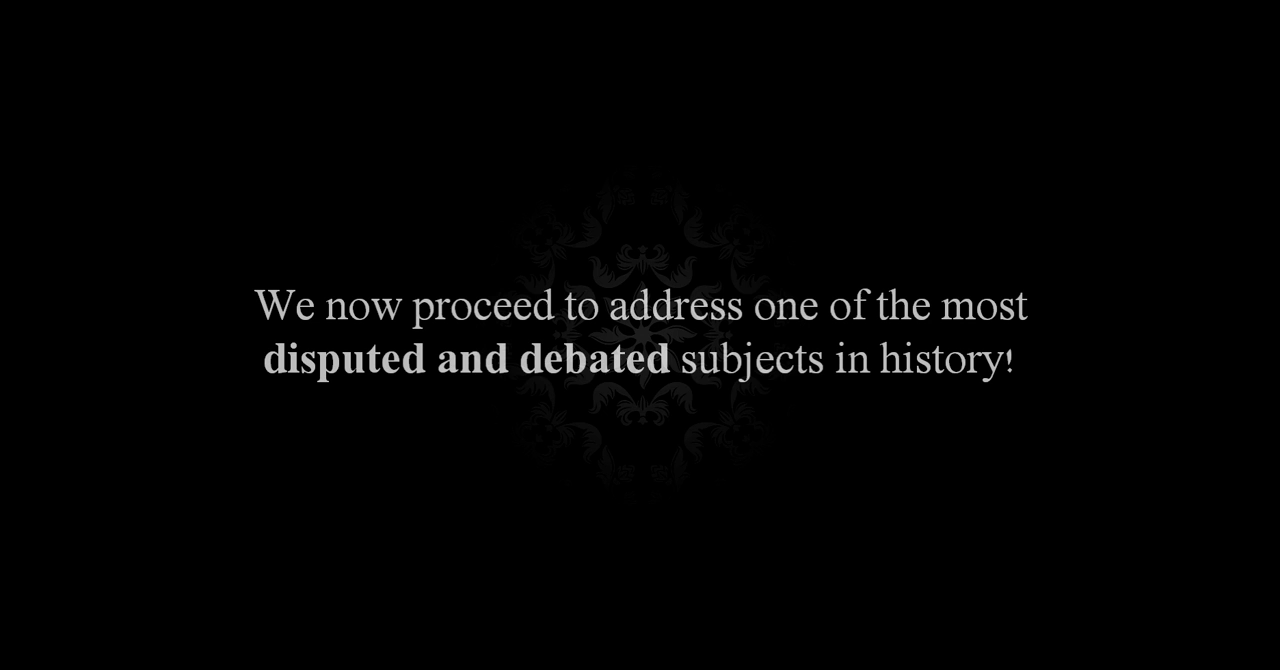 We now proceed to address one of the most
disputed and debated subjects in history!